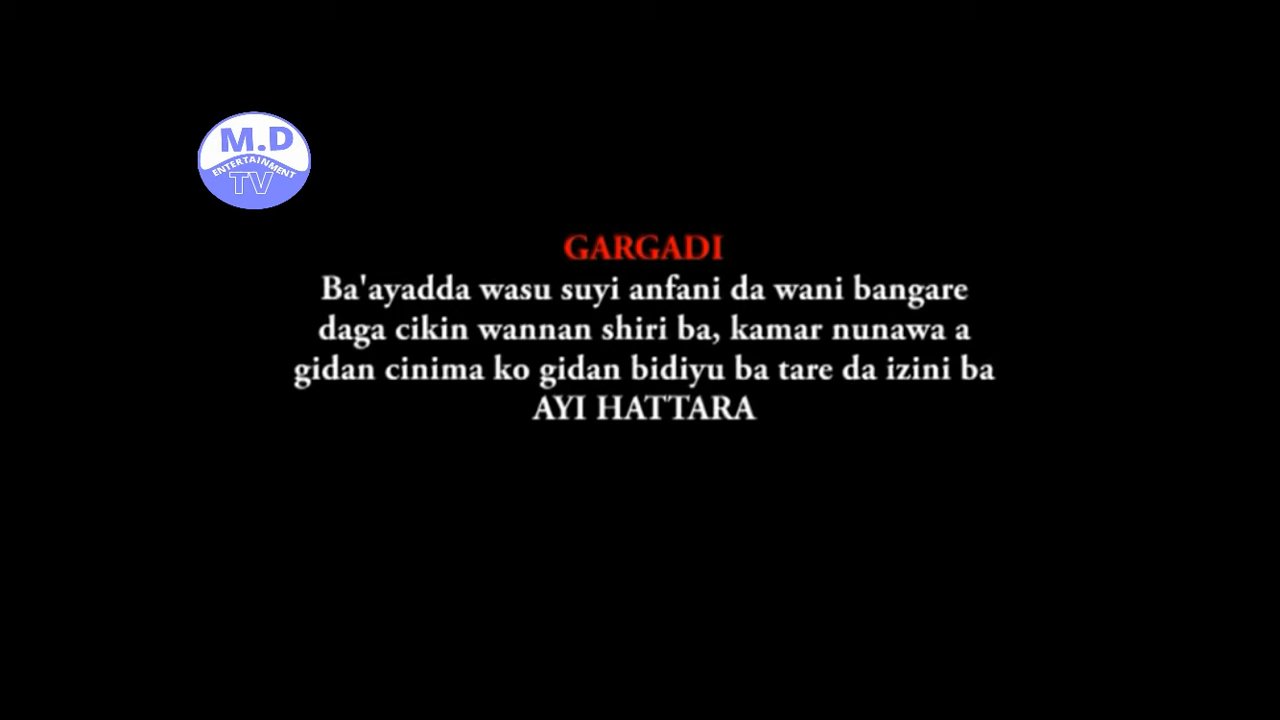 M.D
ENTERTAINMENT
TV
GARGADI
Ba'ayadda wasu suyi anfani da wani bangare
daga cikin wannan shiri ba, kamar nunawa a
gidan cinima ko gidan bidiyu ba tare da izini ba
AYI HATTARA